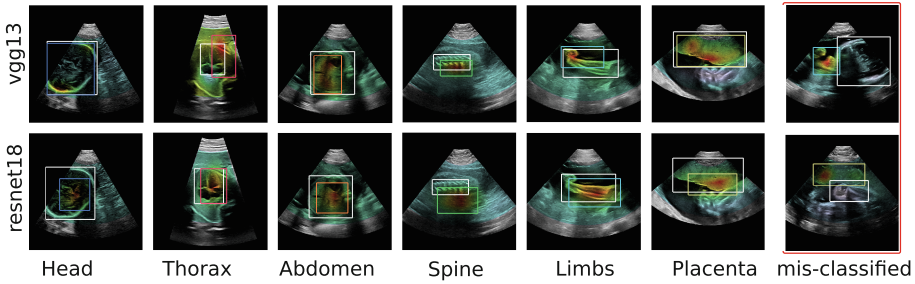 vgg13
resnet18
Head Thorax Abdomen Spine Limbs Placenta mis-classified